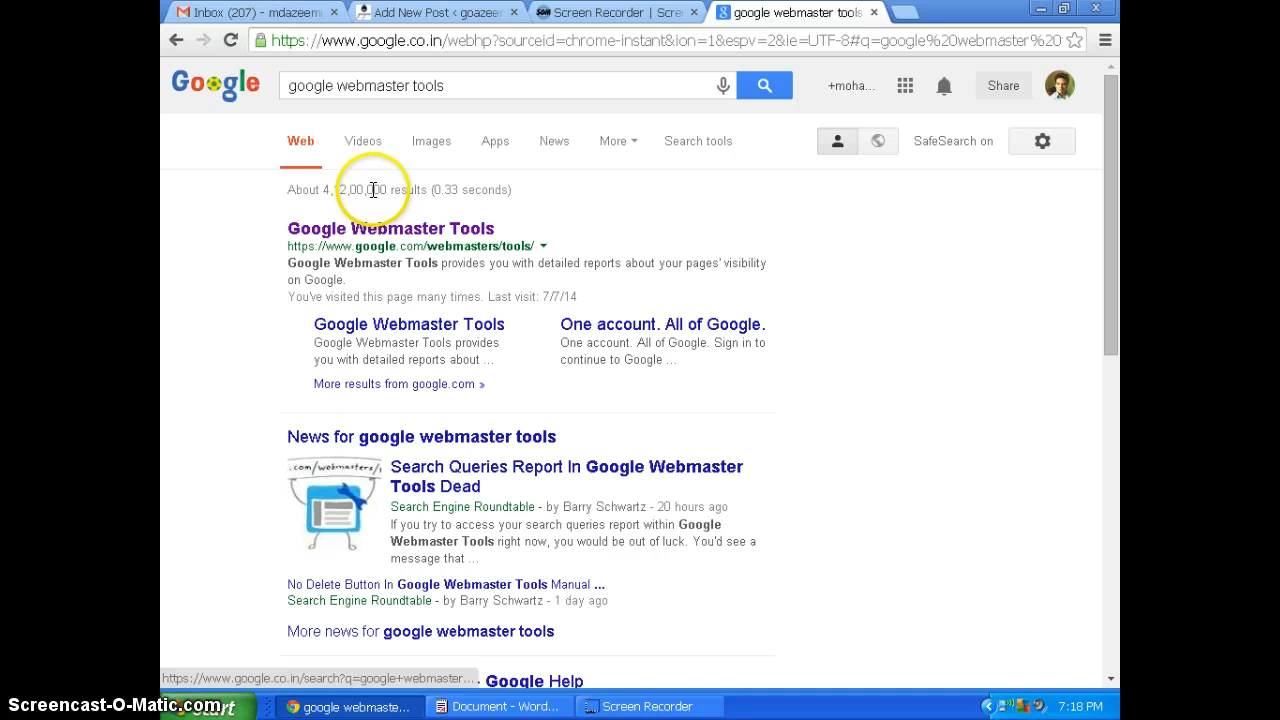 Inbox (207) - mdazeem
Add New Post ‹ goazeer
Screen Recorder | Scre
google webmaster tools
https://www.google.co.in/webhp?sourceid=chrome-instant&ion=1&espv=2&ie=UTF-8#q=google%20webmaster%20
Google
google webmaster tools
+moha...
Share
Web
Videos
Images
Apps
News
More
Search tools
SafeSearch on
About 4,12,00,000 results (0.33 seconds)
Google Webmaster Tools
https://www.google.com/webmasters/tools/
Google Webmaster Tools provides you with detailed reports about your pages' visibility
on Google.
You've visited this page many times. Last visit: 7/7/14
Google Webmaster Tools
One account. All of Google.
Google Webmaster Tools provides
One account. All of Google. Sign in to
you with detailed reports about ...
continue to Google ...
More results from google.com »
News for google webmaster tools
.com/webmasters/
Search Queries Report In Google Webmaster
Tools Dead
Search Engine Roundtable - by Barry Schwartz - 20 hours ago
If you try to access your search queries report within Google
Webmaster Tools right now, you would be out of luck. You'd see a
message that ...
No Delete Button In Google Webmaster Tools Manual ...
Search Engine Roundtable - by Barry Schwartz - 1 day ago
More news for google webmaster tools
https://www.google.co.in/search?q=google+webmaster...
- Google Help
Screencast-O-Matic.com
start
google webmaste...
Document - Word...
Screen Recorder
7:18 PM